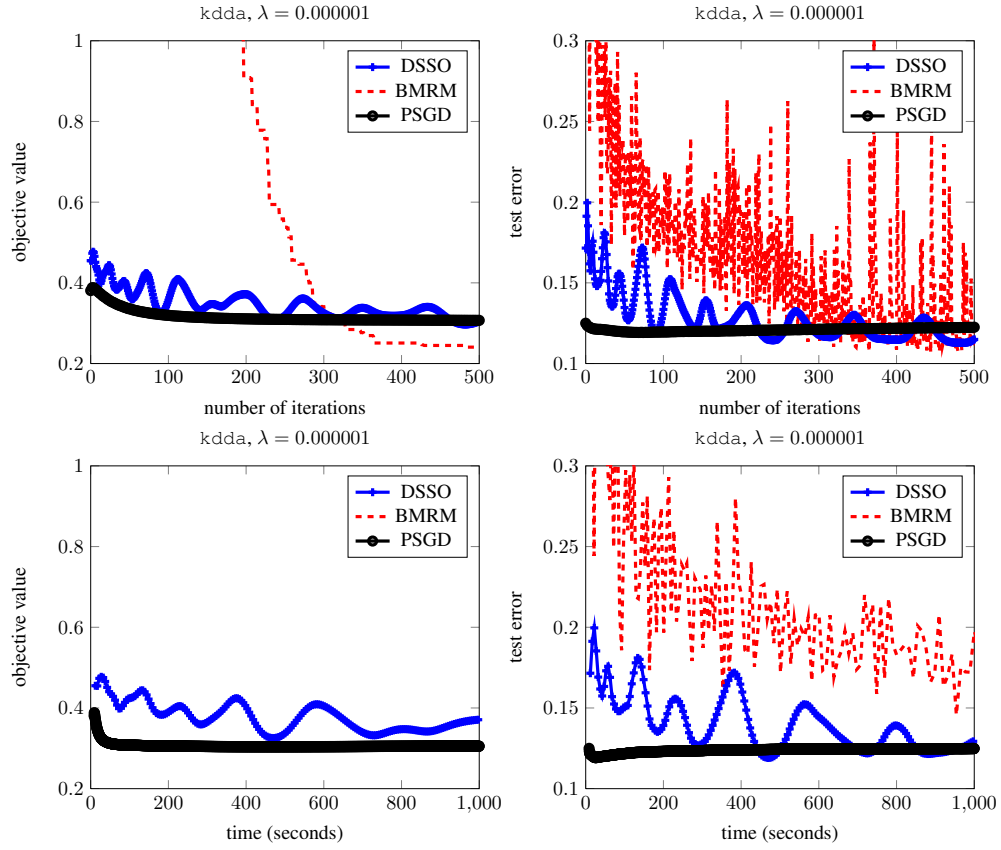 kdda, λ = 0.000001
1
0.8
0.6
0.4
0.2
0
100
200
300
400
500
objective value
number of iterations
DSSO
BMRM
PSGD
kdda, λ = 0.000001
0.3
0.25
0.2
0.15
0.1
0
100
200
300
400
500
test error
number of iterations
DSSO
BMRM
PSGD
kdda, λ = 0.000001
1
0.8
0.6
0.4
0.2
0
200
400
600
800
1,000
objective value
time (seconds)
DSSO
BMRM
PSGD
kdda, λ = 0.000001
0.3
0.25
0.2
0.15
0.1
0
200
400
600
800
1,000
test error
time (seconds)
DSSO
BMRM
PSGD